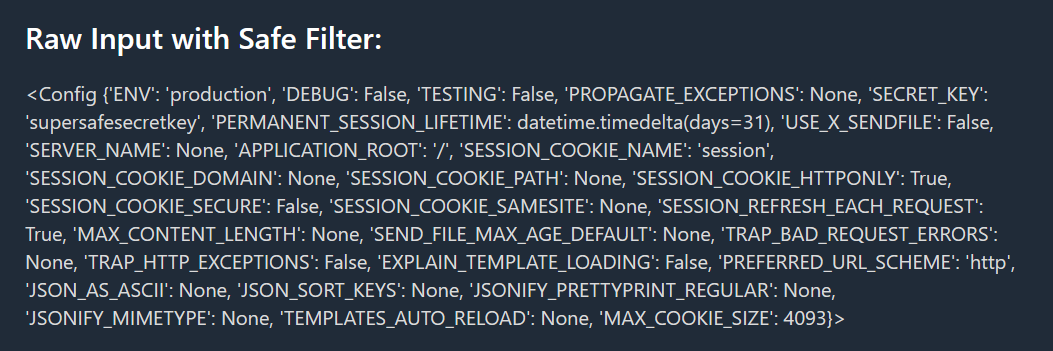 Raw Input with Safe Filter:
<Config {'ENV': 'production', 'DEBUG': False, 'TESTING': False, 'PROPAGATE_EXCEPTIONS': None, 'SECRET_KEY':
'supersafesecretkey', 'PERMANENT_SESSION_LIFETIME': datetime.timedelta(days=31), 'USE_X_SENDFILE': False,
'SERVER_NAME': None, 'APPLICATION_ROOT': '/', 'SESSION_COOKIE_NAME': 'session',
'SESSION_COOKIE_DOMAIN': None, 'SESSION_COOKIE_PATH': None, 'SESSION_COOKIE_HTTPONLY': True,
'SESSION_COOKIE_SECURE': False, 'SESSION_COOKIE_SAMESITE': None, 'SESSION_REFRESH_EACH_REQUEST':
True, 'MAX_CONTENT_LENGTH': None, 'SEND_FILE_MAX_AGE_DEFAULT': None, 'TRAP_BAD_REQUEST_ERRORS':
None, 'TRAP_HTTP_EXCEPTIONS': False, 'EXPLAIN_TEMPLATE_LOADING': False, 'PREFERRED_URL_SCHEME': 'http',
'JSON_AS_ASCII': None, 'JSON_SORT_KEYS': None, 'JSONIFY_PRETTYPRINT_REGULAR': None,
'JSONIFY_MIMETYPE': None, 'TEMPLATES_AUTO_RELOAD': None, 'MAX_COOKIE_SIZE': 4093}>